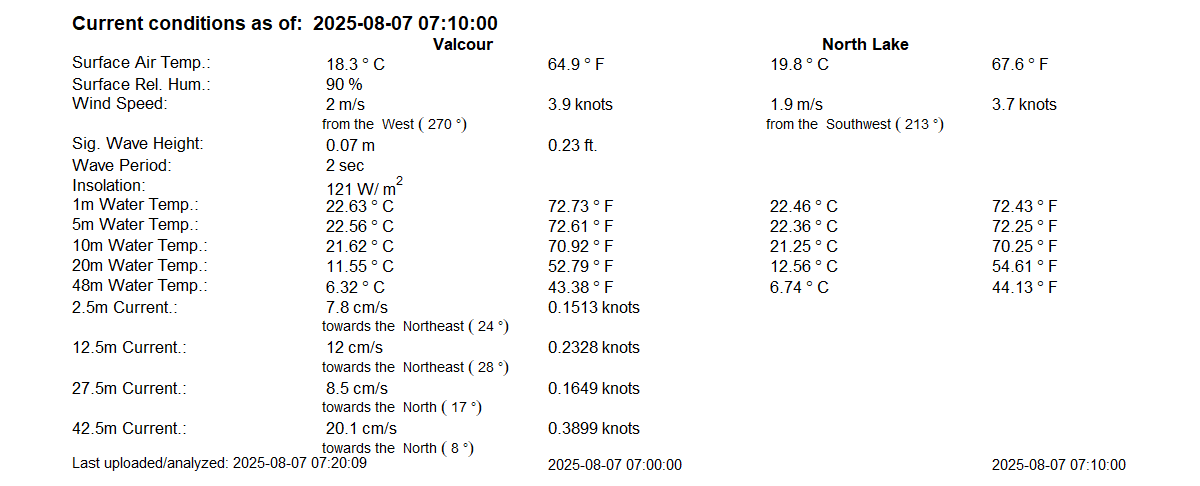 Current conditions as of: 2025-08-07 07:10:00
Valcour North Lake
Surface Air Temp.: 18.3 ° C 64.9 ° F 19.8 ° C 67.6 ° F
Surface Rel. Hum.: 90 %
Wind Speed: 2 m/s 3.9 knots 1.9 m/s 3.7 knots
from the West ( 270 °) from the Southwest ( 213 °)
Sig. Wave Height: 0.07 m 0.23 ft.
Wave Period: 2 sec
Insolation: 121 W/ m²
1m Water Temp.: 22.63 ° C 72.73 ° F 22.46 ° C 72.43 ° F
5m Water Temp.: 22.56 ° C 72.61 ° F 22.36 ° C 72.25 ° F
10m Water Temp.: 21.62 ° C 70.92 ° F 21.25 ° C 70.25 ° F
20m Water Temp.: 11.55 ° C 52.79 ° F 12.56 ° C 54.61 ° F
48m Water Temp.: 6.32 ° C 43.38 ° F 6.74 ° C 44.13 ° F
2.5m Current.: 7.8 cm/s 0.1513 knots
towards the Northeast ( 24 °)
12.5m Current.: 12 cm/s 0.2328 knots
towards the Northeast ( 28 °)
27.5m Current.: 8.5 cm/s 0.1649 knots
towards the North ( 17 °)
42.5m Current.: 20.1 cm/s 0.3899 knots
towards the North ( 8 °)
Last uploaded/analyzed: 2025-08-07 07:20:09 2025-08-07 07:00:00 2025-08-07 07:10:00